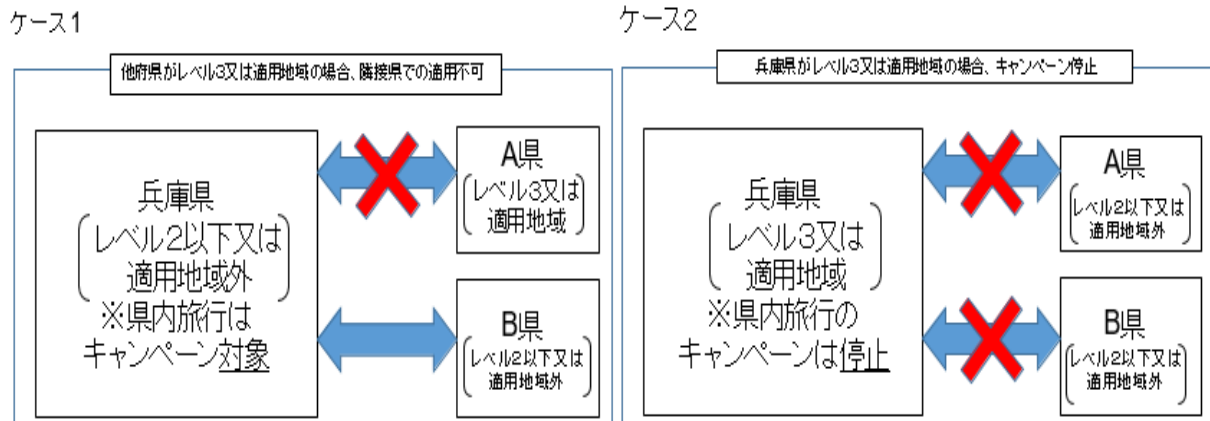 ケース1
他府県がレベル3又は適用地域の場合、隣接県での適用不可
兵庫県
(レベル2以下又は
適用地域外)
※県内旅行は
キャンペーン対象
A県
(レベル3又は
適用地域)
B県
(レベル2以下又は
適用地域外)
ケース2
兵庫県がレベル3又は適用地域の場合、キャンペーン停止
兵庫県
(レベル3又は
適用地域)
※県内旅行の
キャンペーンは停止
A県
(レベル2以下又は
適用地域外)
B県
(レベル2以下又は
適用地域外)